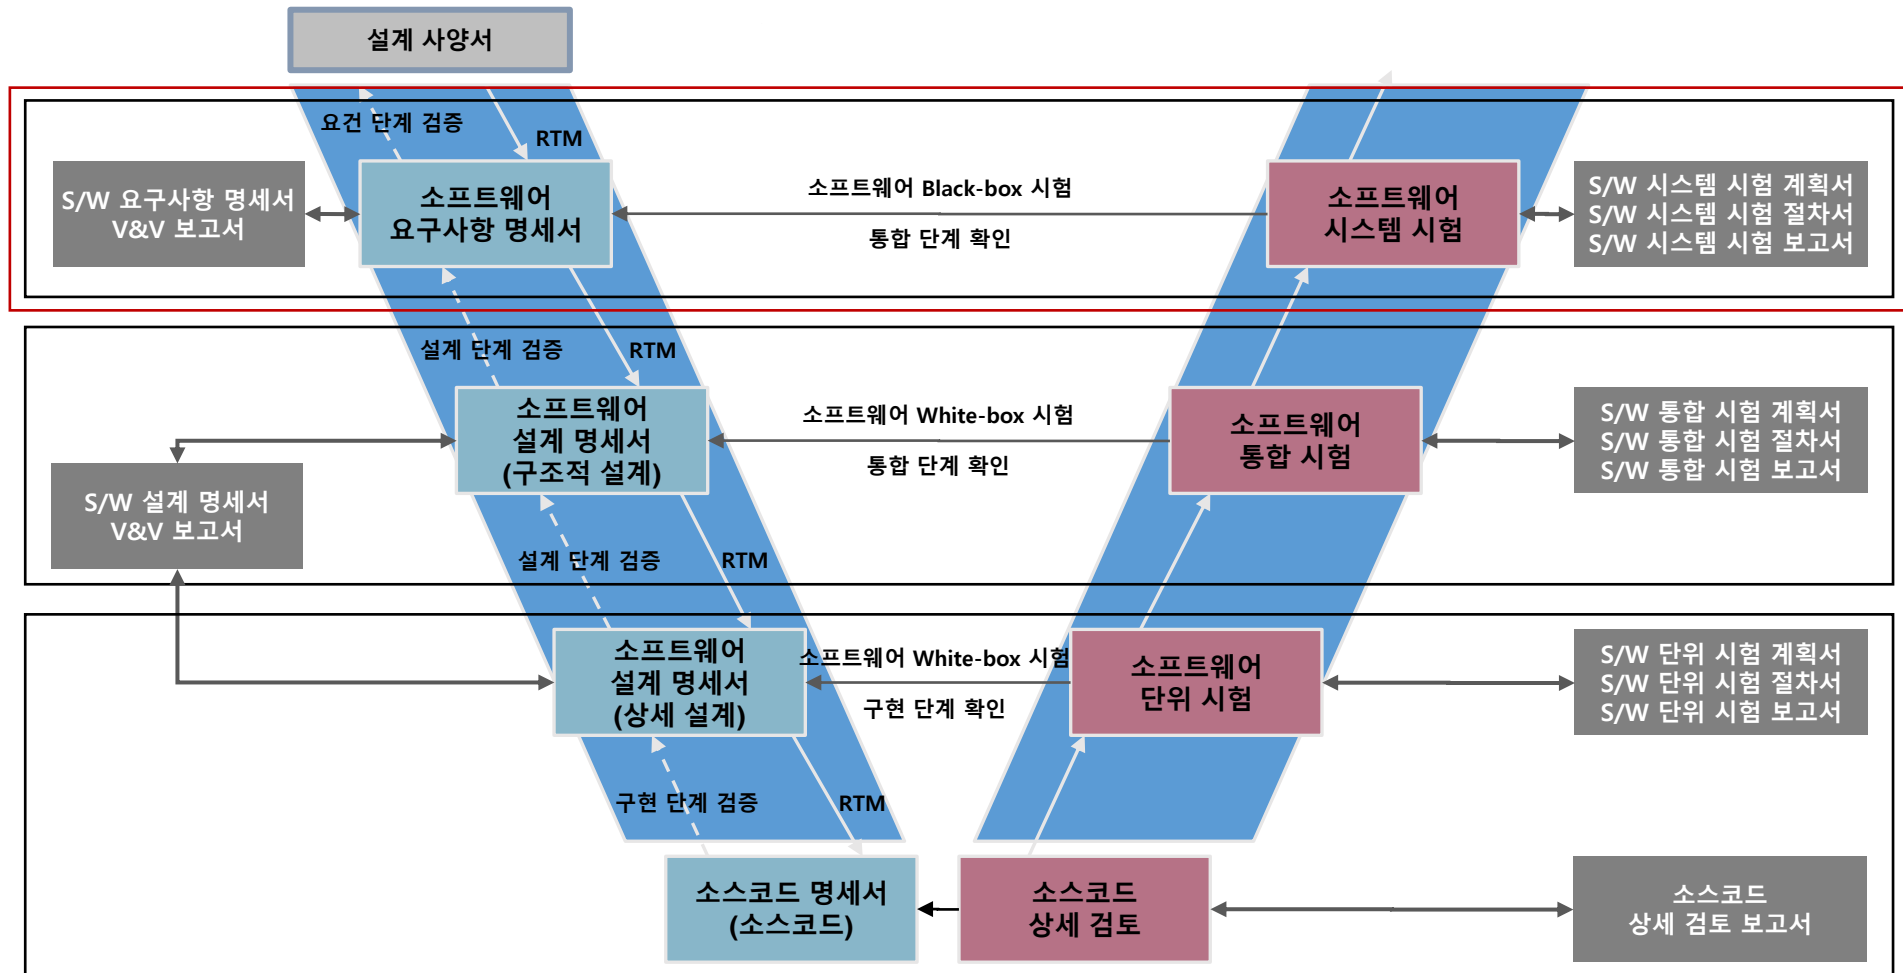 설계 사양서
요건 단계 검증
RTM
S/W 요구사항 명세서
V&V 보고서
소프트웨어
요구사항 명세서
소프트웨어 Black-box 시험
통합 단계 확인
소프트웨어
시스템 시험
S/W 시스템 시험 계획서
S/W 시스템 시험 절차서
S/W 시스템 시험 보고서
설계 단계 검증
RTM
소프트웨어
설계 명세서
(구조적 설계)
소프트웨어 White-box 시험
통합 단계 확인
소프트웨어
통합 시험
S/W 통합 시험 계획서
S/W 통합 시험 절차서
S/W 통합 시험 보고서
S/W 설계 명세서
V&V 보고서
설계 단계 검증
RTM
소프트웨어
설계 명세서
(상세 설계)
소프트웨어 White-box 시험
구현 단계 확인
소프트웨어
단위 시험
S/W 단위 시험 계획서
S/W 단위 시험 절차서
S/W 단위 시험 보고서
구현 단계 검증
RTM
소스코드 명세서
(소스코드)
소스코드
상세 검토
소스코드
상세 검토 보고서